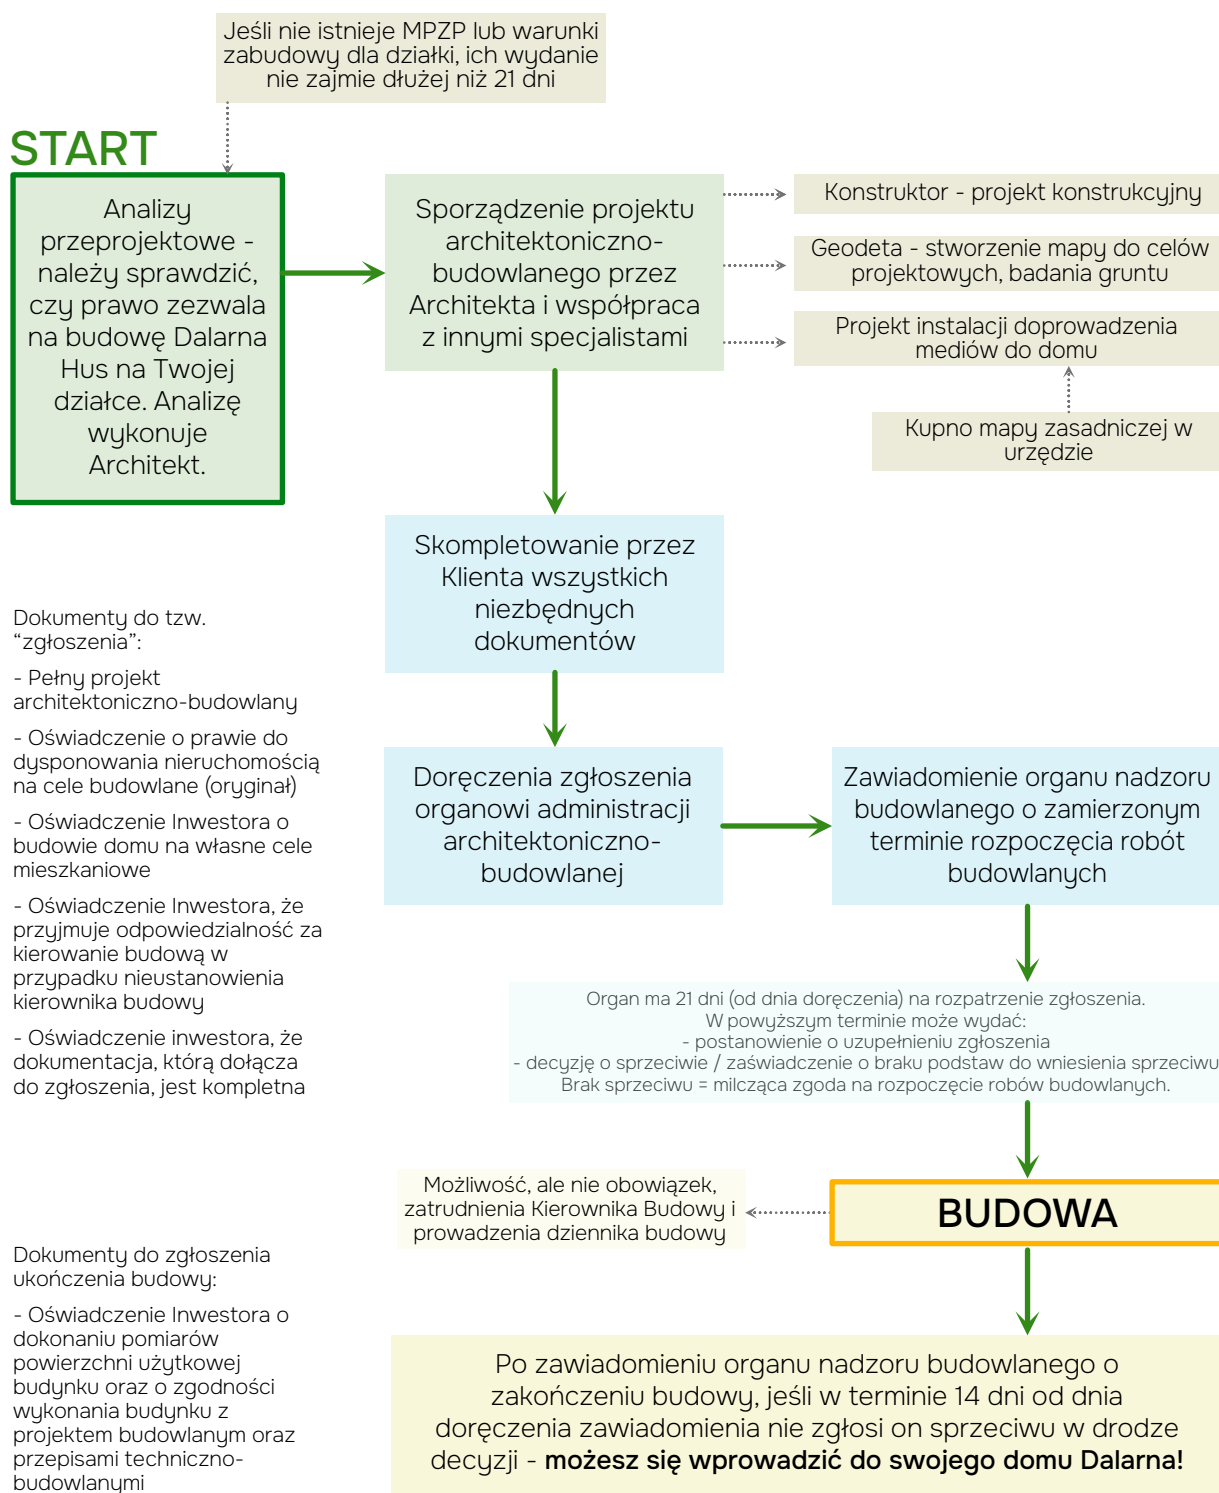 Jeśli nie istnieje MPZP lub warunki
zabudowy dla działki, ich wydanie
nie zajmie dłużej niż 21 dni
START
Analizy
przeprojektowe -
należy sprawdzić,
czy prawo zezwala
na budowę Dalarna
Hus na Twojej
działce. Analizę
wykonuje
Architekt.
Sporządzenie projektu
architektoniczno-
budowlanego przez
Architekta i współpraca
z innymi specjalistami
Konstruktor - projekt konstrukcyjny
Geodeta - stworzenie mapy do celów
projektowych, badania gruntu
Projekt instalacji doprowadzenia
mediów do domu
Kupno mapy zasadniczej w
urzędzie
Skompletowanie przez
Klienta wszystkich
niezbędnych
dokumentów
Dokumenty do tzw.
“zgłoszenia”:
- Pełny projekt
architektoniczno-budowlany
- Oświadczenie o prawie do
dysponowania nieruchomością
na cele budowlane (oryginał)
- Oświadczenie Inwestora o
budowie domu na własne cele
mieszkaniowe
- Oświadczenie Inwestora, że
przyjmuje odpowiedzialność za
kierowanie budową w
przypadku nieustanowienia
kierownika budowy
- Oświadczenie inwestora, że
dokumentacja, którą dołącza
do zgłoszenia, jest kompletna
Doręczenia zgłoszenia
organowi administracji
architektoniczno-
budowlanej
Zawiadomienie organu nadzoru
budowlanego o zamierzonym
terminie rozpoczęcia robót
budowlanych
Organ ma 21 dni (od dnia doręczenia) na rozpatrzenie zgłoszenia.
W powyższym terminie może wydać:
- postanowienie o uzupełnieniu zgłoszenia
- decyzję o sprzeciwie / zaświadczenie o braku podstaw do wniesienia sprzeciwu
Brak sprzeciwu = milcząca zgoda na rozpoczęcie robów budowlanych.
Możliwość, ale nie obowiązek,
zatrudnienia Kierownika Budowy i
prowadzenia dziennika budowy
BUDOWA
Dokumenty do zgłoszenia
ukończenia budowy:
- Oświadczenie Inwestora o
dokonaniu pomiarów
powierzchni użytkowej
budynku oraz o zgodności
wykonania budynku z
projektem budowlanym oraz
przepisami techniczno-
budowlanymi
Po zawiadomieniu organu nadzoru budowlanego o
zakończeniu budowy, jeśli w terminie 14 dni od dnia
doręczenia zawiadomienia nie zgłosi on sprzeciwu w drodze
decyzji - możesz się wprowadzić do swojego domu Dalarna!